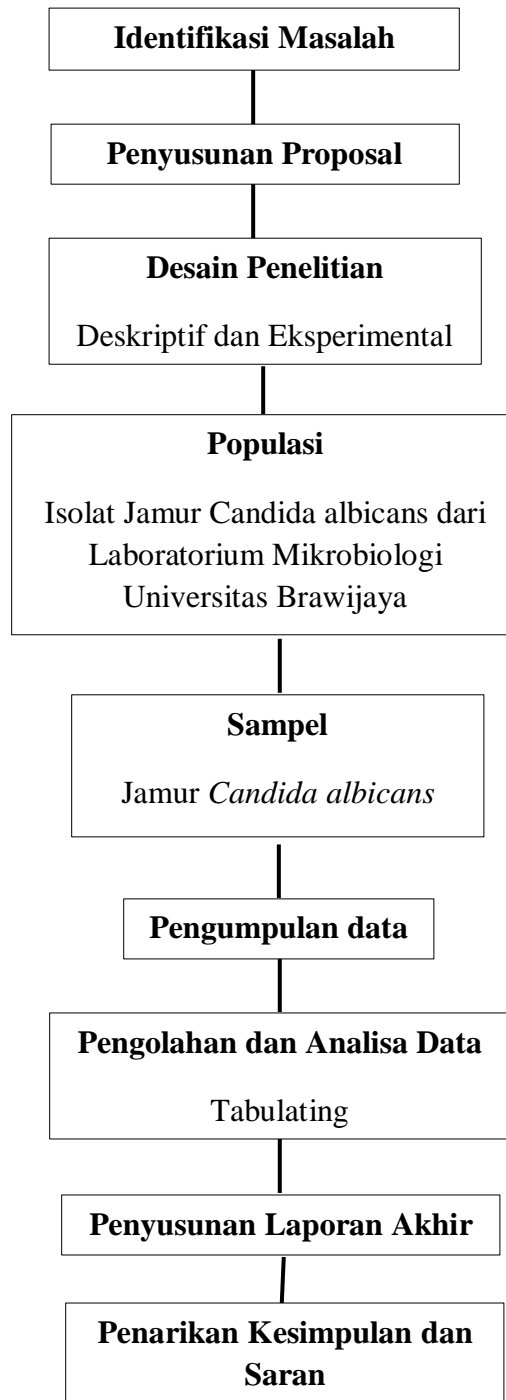 Identifikasi Masalah
Penyusunan Proposal
Desain Penelitian
Deskriptif dan Eksperimental
Populasi
Isolat Jamur Candida albicans dari
Laboratorium Mikrobiologi
Universitas Brawijaya
Sampel
Jamur Candida albicans
Pengumpulan data
Pengolahan dan Analisa Data
Tabulating
Penyusunan Laporan Akhir
Penarikan Kesimpulan dan
Saran